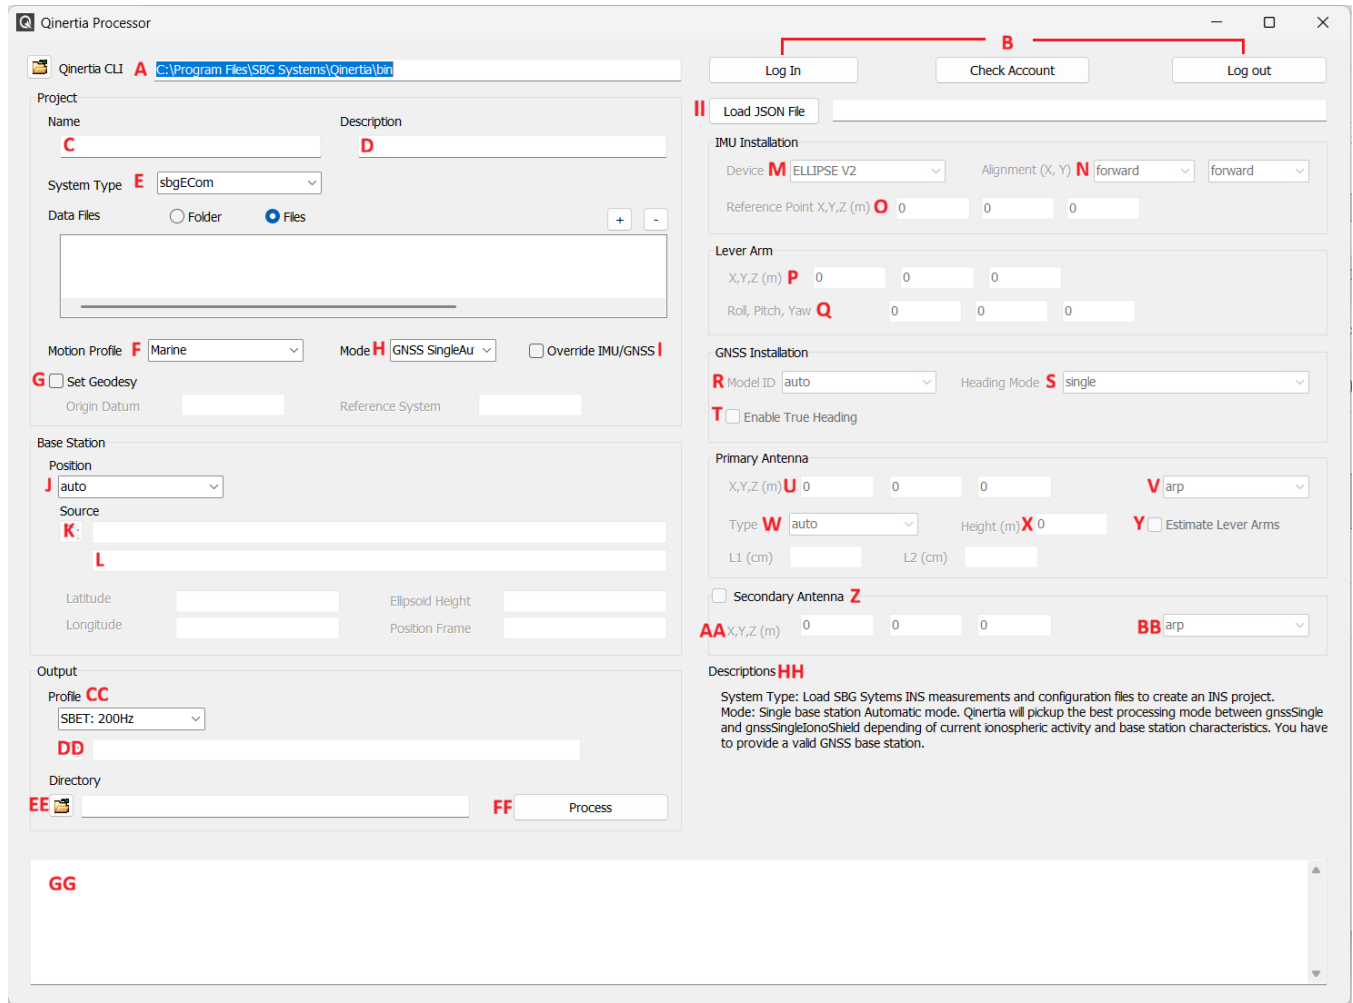 Qinertia Processor
Qinertia CLI A C:\Program Files\SBG Systems\Qinertia\bin
B
Log In Check Account Log out
Project
Name Description
C D
System Type E sbgECom
Data Files Folder Files + -
Motion Profile F Marine Mode H GNSS SingleAu Override IMU/GNSS I
G Set Geodesy
Origin Datum Reference System
Base Station
Position
J auto
Source
K :
L
Latitude Ellipsoid Height
Longitude Position Frame
Output
Profile CC
SBET: 200Hz
DD
Directory
EE FF Process
II Load JSON File
IMU Installation
Device M ELLIPSE V2 Alignment (X, Y) N forward forward
Reference Point X,Y,Z (m) O 0 0 0
Lever Arm
X,Y,Z (m) P 0 0 0
Roll, Pitch, Yaw Q 0 0 0
GNSS Installation
R Model ID auto Heading Mode S single
T Enable True Heading
Primary Antenna
X,Y,Z (m) U 0 0 0 V arp
Type W auto Height (m) X 0 Y Estimate Lever Arms
L1 (cm) L2 (cm)
Secondary Antenna Z
AA X,Y,Z (m) 0 0 0 BB arp
Descriptions HH
System Type: Load SBG Sytems INS measurements and configuration files to create an INS project.
Mode: Single base station Automatic mode. Qinertia will pickup the best processing mode between gnssSingle
and gnssSingleIonoShield depending of current ionospheric activity and base station characteristics. You have
to provide a valid GNSS base station.
GG